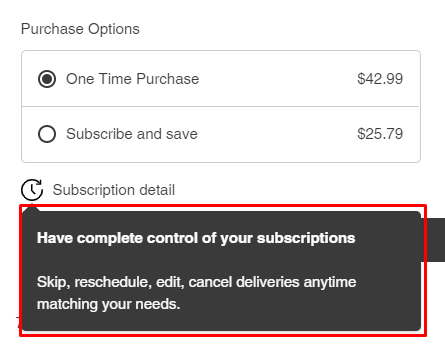 Purchase Options
One Time Purchase $42.99
Subscribe and save $25.79
Subscription detail
Have complete control of your subscriptions
Skip, reschedule, edit, cancel deliveries anytime
matching your needs.